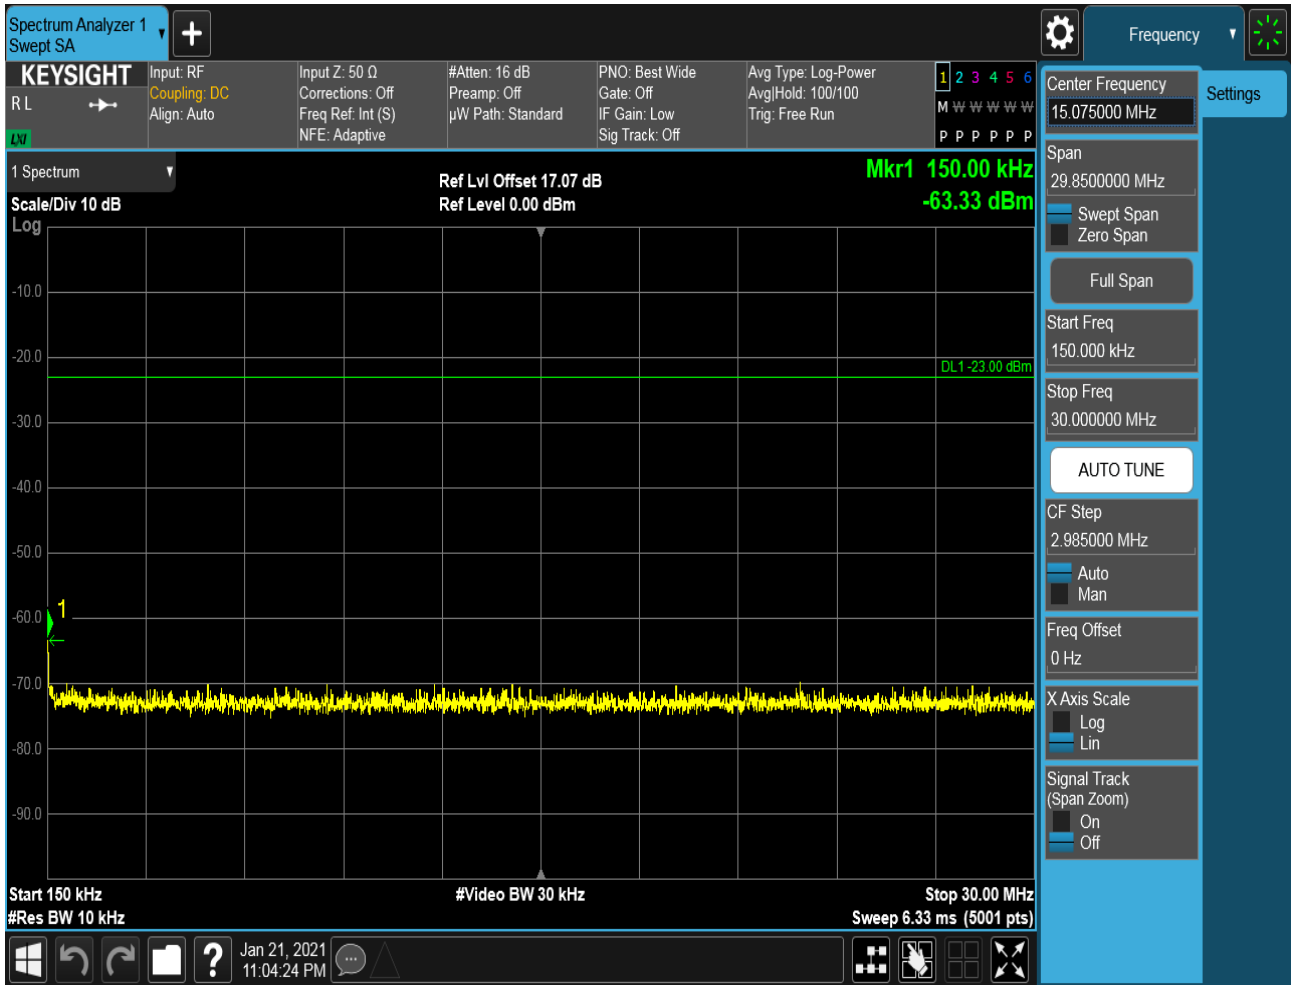 Spectrum Analyzer 1
Swept SA
Frequency
KEYSIGHT
R L
LXI
Input: RF
Coupling: DC
Align: Auto
Input Z: 50 Ω
Corrections: Off
Freq Ref: Int (S)
NFE: Adaptive
#Atten: 16 dB
Preamp: Off
µW Path: Standard
PNO: Best Wide
Gate: Off
IF Gain: Low
Sig Track: Off
Avg Type: Log-Power
Avg|Hold: 100/100
Trig: Free Run
1 2 3 4 5 6
M W W W W W
P P P P P P
Center Frequency
15.075000 MHz
Settings
1 Spectrum
Scale/Div 10 dB
Log
Ref Lvl Offset 17.07 dB
Ref Level 0.00 dBm
Mkr1 150.00 kHz
-63.33 dBm
Span
29.8500000 MHz
Swept Span
Zero Span
Full Span
Start Freq
150.000 kHz
Stop Freq
30.000000 MHz
AUTO TUNE
CF Step
2.985000 MHz
Auto
Man
Freq Offset
0 Hz
X Axis Scale
Log
Lin
Signal Track
(Span Zoom)
On
Off
-10.0
-20.0
DL1 -23.00 dBm
-30.0
-40.0
-50.0
-60.0
1
-70.0
-80.0
-90.0
Start 150 kHz
#Video BW 30 kHz
Stop 30.00 MHz
#Res BW 10 kHz
Sweep 6.33 ms (5001 pts)
?
Jan 21, 2021
11:04:24 PM